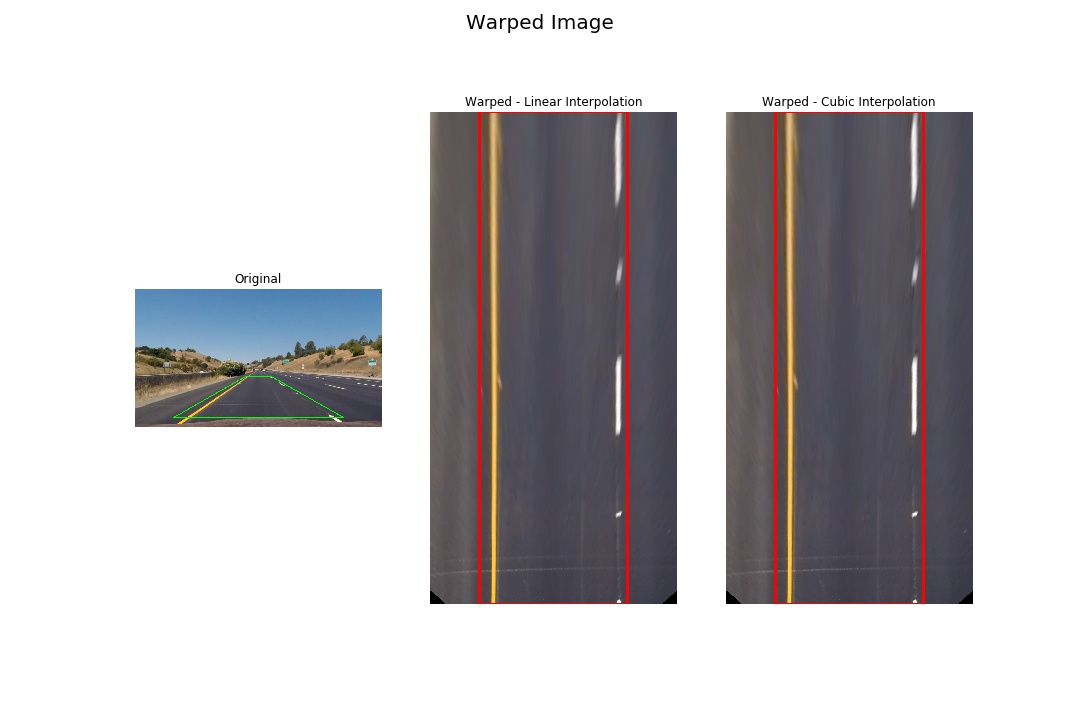 Warped Image
Original
Warped - Linear Interpolation
Warped - Cubic Interpolation